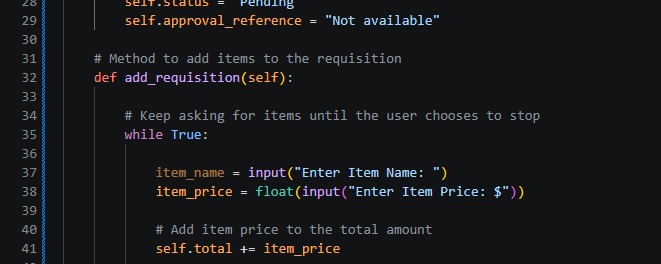 28 self.status = "Pending"
29 self.approval_reference = "Not available"
30
31 # Method to add items to the requisition
32 def add_requisition(self):
33
34 # Keep asking for items until the user chooses to stop
35 while True:
36
37 item_name = input("Enter Item Name: ")
38 item_price = float(input("Enter Item Price: $"))
39
40 # Add item price to the total amount
41 self.total += item_price